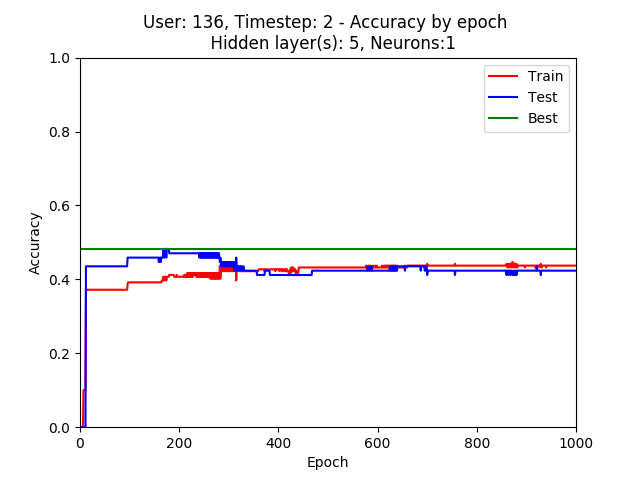 User: 136, Timestep: 2 - Accuracy by epoch
Hidden layer(s): 5, Neurons:1
1.0
0.8
0.6
0.4
0.2
0.0
Accuracy
Train
Test
Best
0
200
400
600
800
1000
Epoch